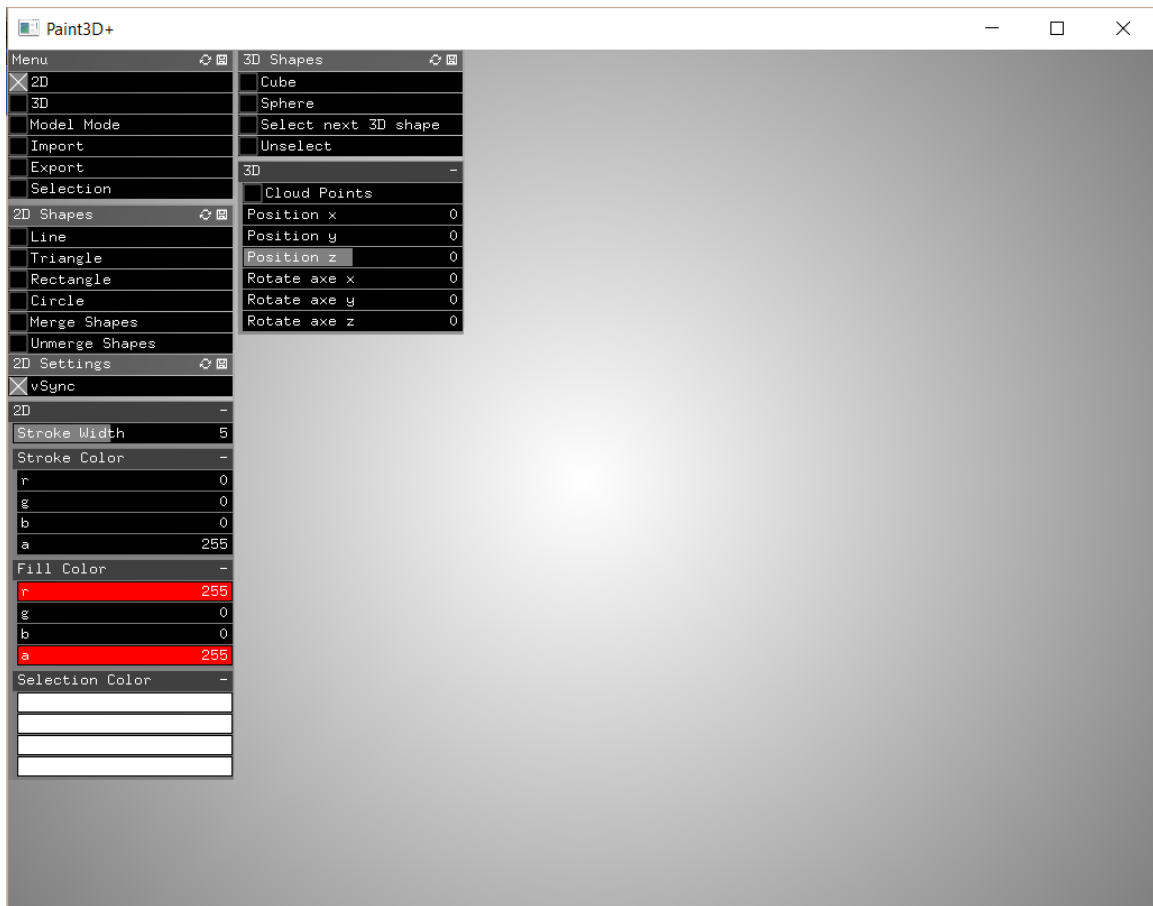 Paint3D+
Menu
2D
3D
Model Mode
Import
Export
Selection
2D Shapes
Line
Triangle
Rectangle
Circle
Merge Shapes
Unmerge Shapes
2D Settings
vSync
2D -
Stroke Width 5
Stroke Color -
r 0
g 0
b 0
a 255
Fill Color -
r 255
g 0
b 0
a 255
Selection Color -
3D Shapes
Cube
Sphere
Select next 3D shape
Unselect
3D -
Cloud Points
Position x 0
Position y 0
Position z 0
Rotate axe x 0
Rotate axe y 0
Rotate axe z 0